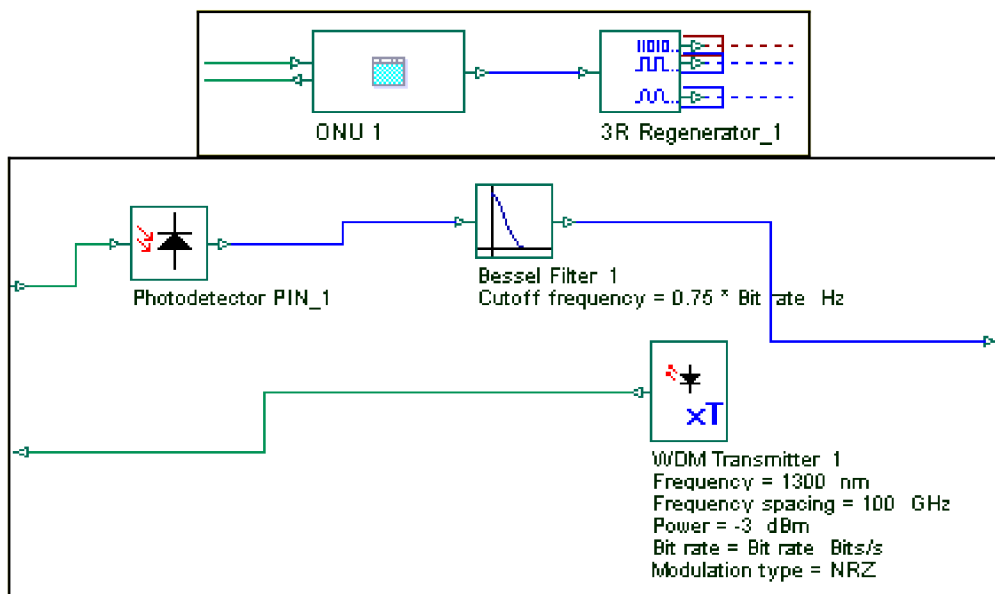 ONU 1
3R Regenerator_1
Photodetector PIN_1
Bessel Filter 1
Cutoff frequency = 0.75 * Bit rate Hz
xT
WDM Transmitter 1
Frequency = 1300 nm
Frequency spacing = 100 GHz
Power = -3 dBm
Bit rate = Bit rate Bits/s
Modulation type = NRZ